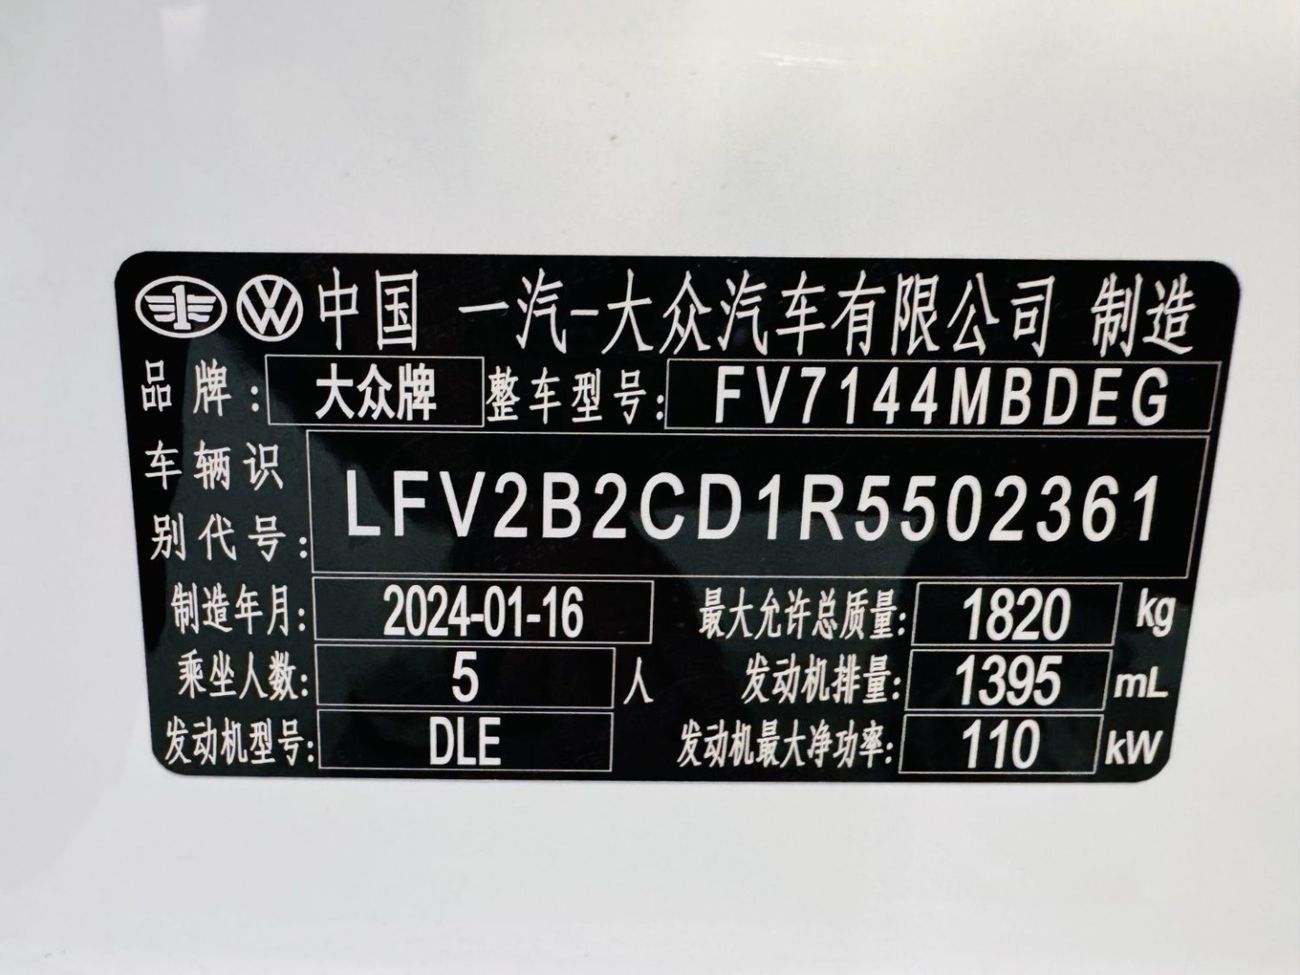 中国 一汽-大众汽车有限公司 制造
品牌: 大众牌 整车型号: FV7144MBDEG
车辆识别代号: LFV2B2CD1R5502361
制造年月: 2024-01-16 最大允许总质量: 1820 kg
乘坐人数: 5 人 发动机排量: 1395 mL
发动机型号: DLE 发动机最大净功率: 110 kW